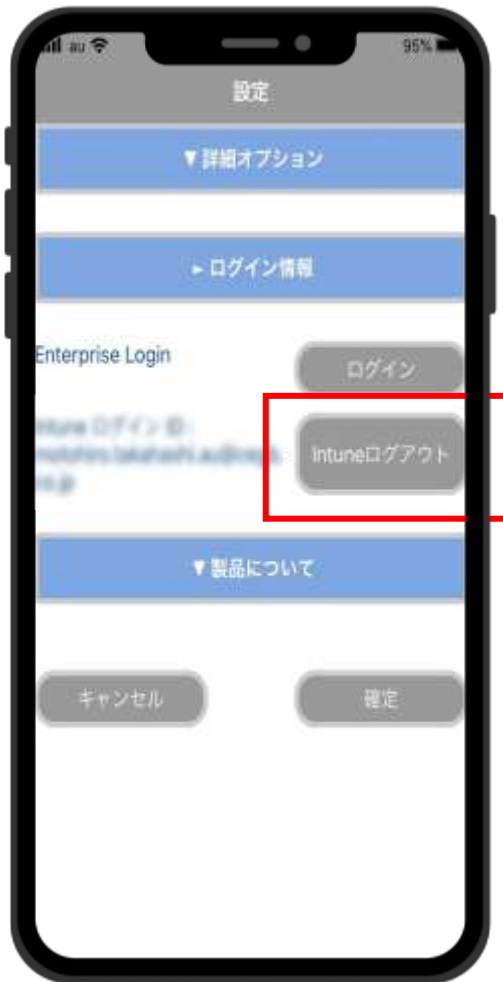 au 95%
設定
▼詳細オプション
►ログイン情報
Enterprise Login
ログイン
Intuneログアウト
▼製品について
キャンセル 確定